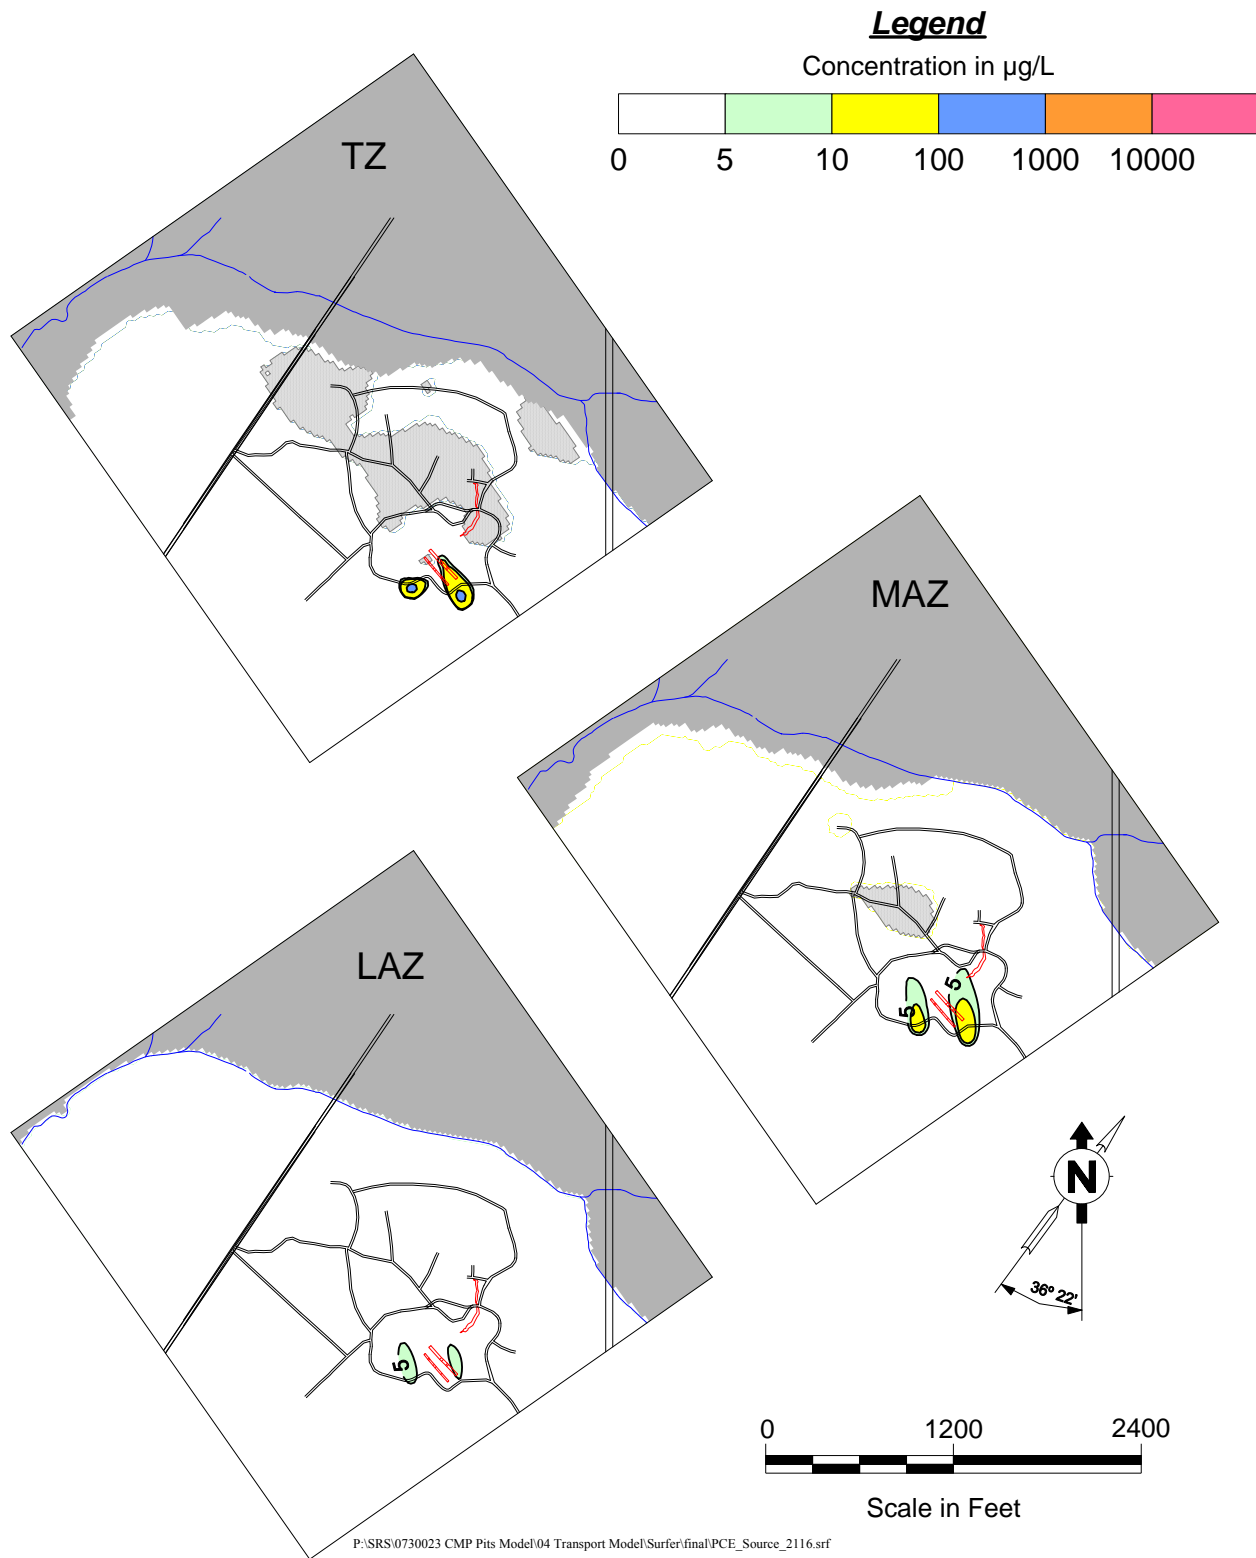 Legend
Concentration in µg/L
0 5 10 100 1000 10000
TZ
MAZ
5 5
LAZ
5
N
36° 22'
0 1200 2400
Scale in Feet
P:\SRS\0730023 CMP Pits Model\04 Transport Model\Surfer\final\PCE_Source_2116.srf